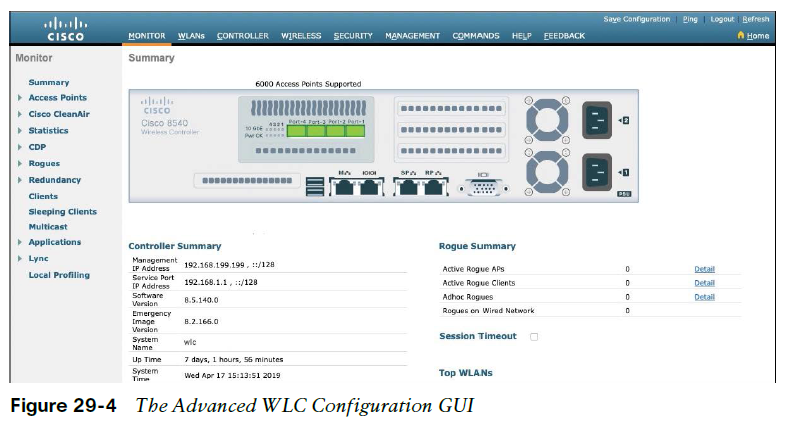 Save Configuration | Ping | Logout | Refresh
CISCO
MONITOR WLANs CONTROLLER WIRELESS SECURITY MANAGEMENT COMMANDS HELP FEEDBACK
Home
Monitor
Summary
Access Points
Cisco CleanAir
Statistics
CDP
Rogues
Redundancy
Clients
Sleeping Clients
Multicast
Applications
Lync
Local Profiling
Summary
6000 Access Points Supported
CISCO
Cisco 8540
Wireless Controller
Port-4 Port-3 Port-2 Port-1
10 GbE
Pwr OK
SP RP
2
1
PSU
Controller Summary
Management
IP Address 192.168.199.199 , ::/128
Service Port
IP Address 192.168.1.1 , ::/128
Software
Version 8.5.140.0
Emergency
Image
Version 8.2.166.0
System
Name wlc
Up Time 7 days, 1 hours, 56 minutes
System
Time Wed Apr 17 15:13:51 2019
Rogue Summary
Active Rogue APs 0 Detail
Active Rogue Clients 0 Detail
Adhoc Rogues 0 Detail
Rogues on Wired Network 0
Session Timeout
Top WLANs
Figure 29-4 The Advanced WLC Configuration GUI